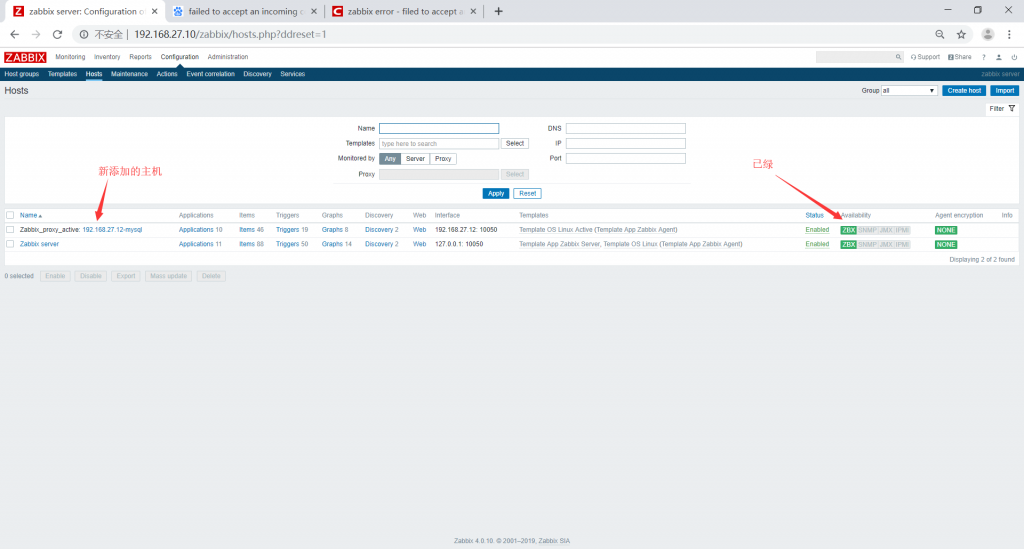 zabbix server: Configuration o
failed to accept an incoming c
zabbix error - filed to accept a
不安全 | 192.168.27.10/zabbix/hosts.php?ddreset=1
ZABBIX Monitoring Inventory Reports Configuration Administration Support Share ?
Host groups Templates Hosts Maintenance Actions Event correlation Discovery Services zabbix server
Hosts Group all Create host Import
Filter
Name DNS
Templates type here to search Select IP
Monitored by Any Server Proxy Port
Proxy Select
新添加的主机
已绿
Apply Reset
Name Applications Items Triggers Graphs Discovery Web Interface Templates Status Availability Agent encryption Info
Zabbix_proxy_active: 192.168.27.12-mysql Applications 10 Items 46 Triggers 19 Graphs 8 Discovery 2 Web 192.168.27.12: 10050 Template OS Linux Active (Template App Zabbix Agent) Enabled ZBX SNMP JMX IPMI NONE
Zabbix server Applications 11 Items 88 Triggers 50 Graphs 14 Discovery 2 Web 127.0.0.1: 10050 Template App Zabbix Server, Template OS Linux (Template App Zabbix Agent) Enabled ZBX SNMP JMX IPMI NONE
Displaying 2 of 2 found
0 selected Enable Disable Export Mass update Delete
Zabbix 4.0.10. © 2001–2019, Zabbix SIA